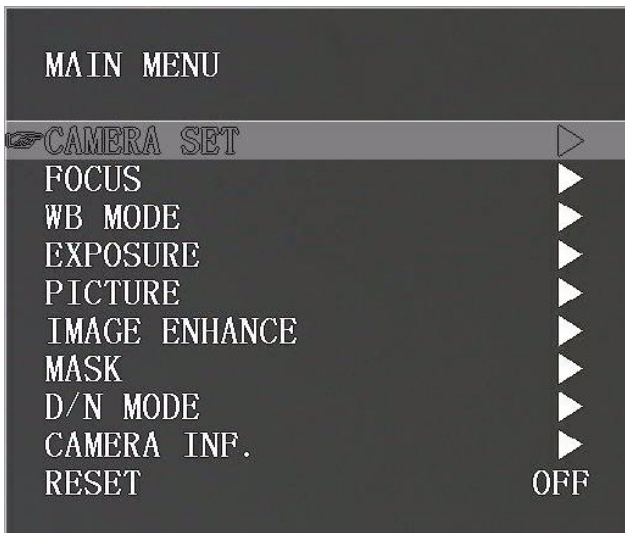 MAIN MENU
CAMERA SET
FOCUS
WB MODE
EXPOSURE
PICTURE
IMAGE ENHANCE
MASK
D/N MODE
CAMERA INF.
RESET OFF